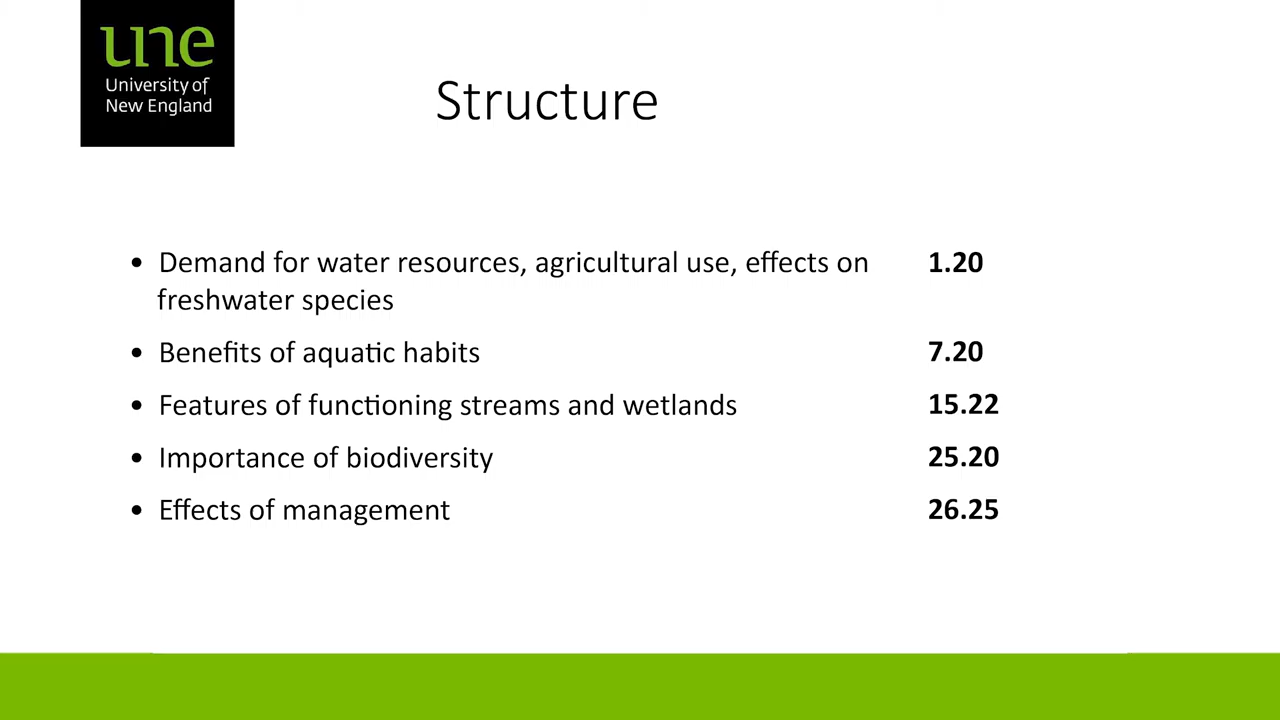 une
University of
New England
Structure
• Demand for water resources, agricultural use, effects on 1.20
freshwater species
• Benefits of aquatic habits 7.20
• Features of functioning streams and wetlands 15.22
• Importance of biodiversity 25.20
• Effects of management 26.25